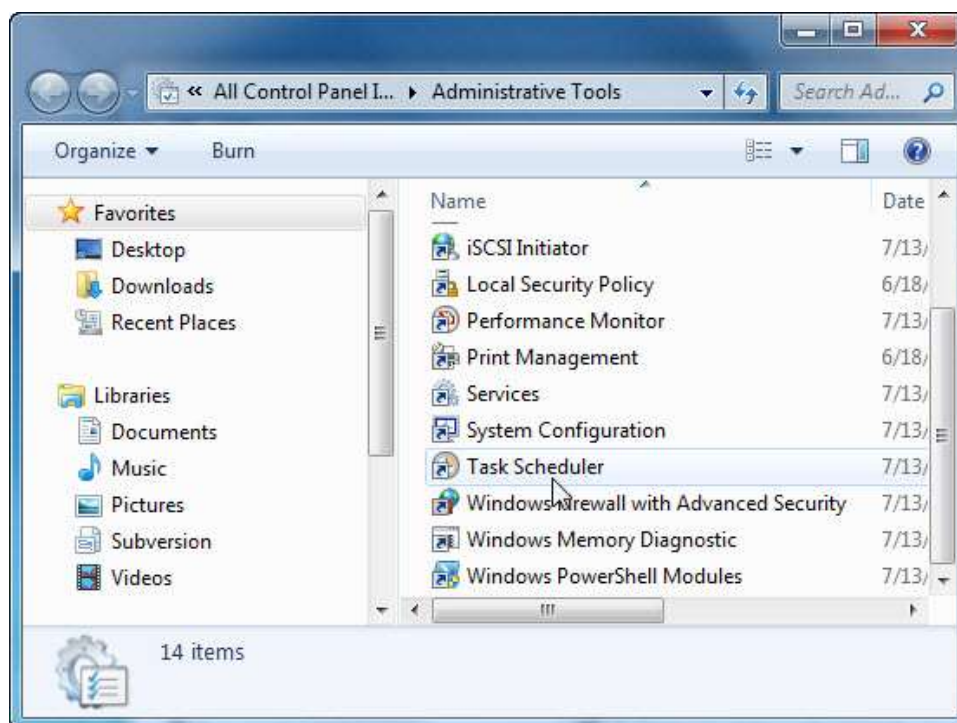 « All Control Panel I... ▸ Administrative Tools
Search Ad...
Organize
Burn
Favorites
Desktop
Downloads
Recent Places
Libraries
Documents
Music
Pictures
Subversion
Videos
Name Date
iSCSI Initiator 7/13/
Local Security Policy 6/18/
Performance Monitor 7/13/
Print Management 6/18/
Services 7/13/
System Configuration 7/13/
Task Scheduler 7/13/
Windows Firewall with Advanced Security 7/13/
Windows Memory Diagnostic 7/13/
Windows PowerShell Modules 7/13/
14 items